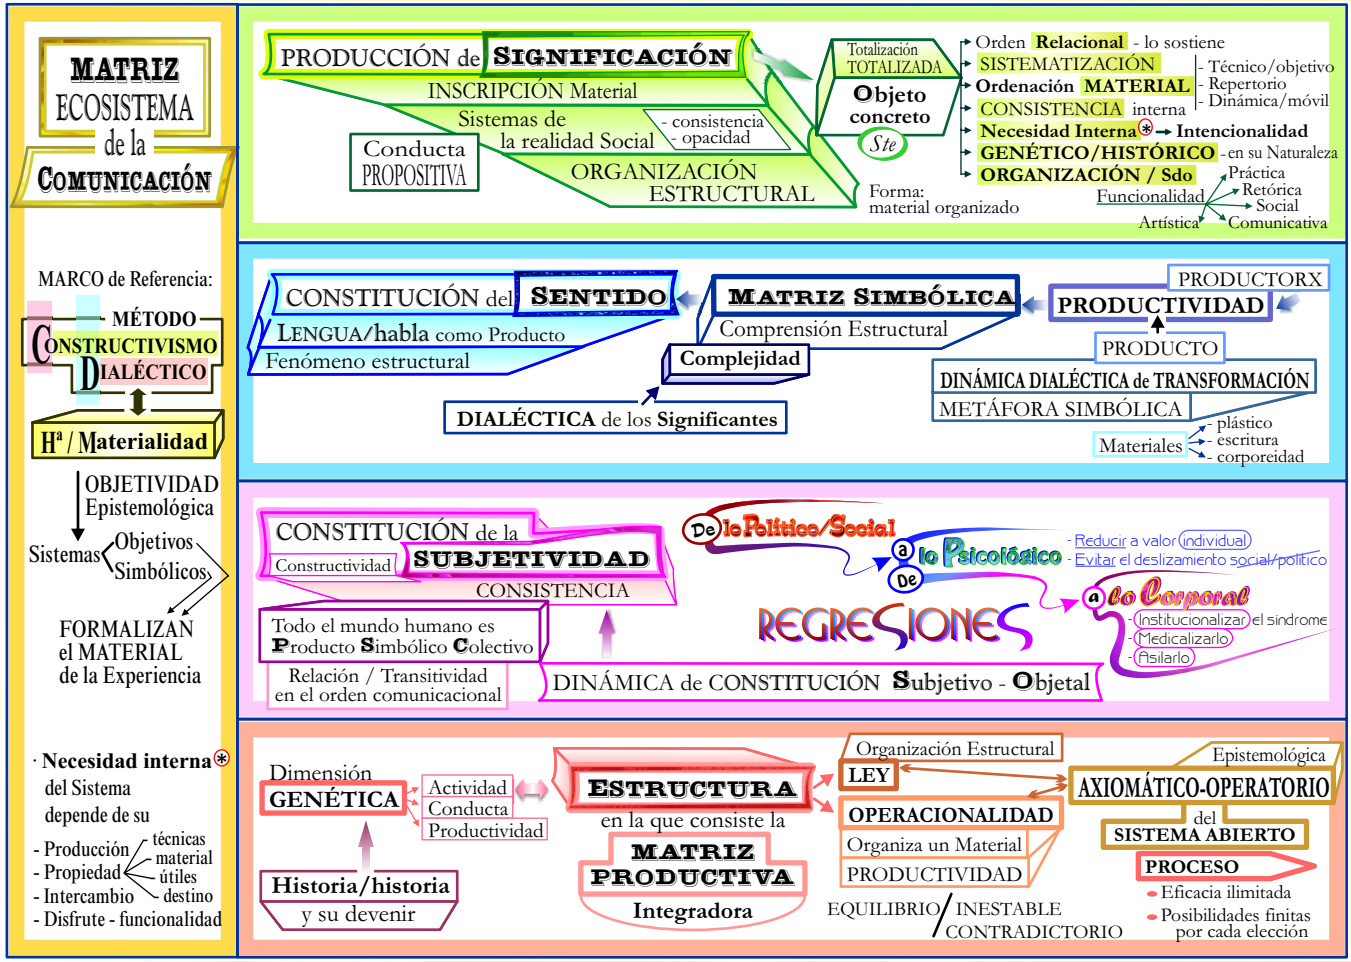 MATRIZ
ECOSISTEMA
de la
COMUNICACIÓN
MARCO de Referencia:
MÉTODO
CONSTRUCTIVISMO
DIALÉCTICO
Hª / Materialidad
OBJETIVIDAD
Epistemológica
Sistemas
Objetivos
Simbólicos
FORMALIZAN
el MATERIAL
de la Experiencia
· Necesidad interna *
del Sistema
depende de su
- Producción
- Propiedad
- Intercambio
- Disfrute - funcionalidad
técnicas
material
útiles
destino
PRODUCCIÓN de SIGNIFICACIÓN
INSCRIPCIÓN Material
Sistemas de
la realidad Social
- consistencia
- opacidad
Conducta
PROPOSITIVA
ORGANIZACIÓN
ESTRUCTURAL
Totalización
TOTALIZADA
Objeto
concreto
Ste
Forma:
material organizado
Orden Relacional - lo sostiene
SISTEMATIZACIÓN
Ordenación MATERIAL
CONSISTENCIA interna
- Técnico/objetivo
- Repertorio
- Dinámica/móvil
Necesidad Interna * Intencionalidad
GENÉTICO/HISTÓRICO - en su Naturaleza
ORGANIZACIÓN / Sdo
Funcionalidad
Práctica
Retórica
Social
Comunicativa
Artística
CONSTITUCIÓN del SENTIDO
LENGUA/habla como Producto
Fenómeno estructural
MATRIZ SIMBÓLICA
Comprensión Estructural
Complejidad
DIALÉCTICA de los Significantes
PRODUCTORX
PRODUCTIVIDAD
PRODUCTO
DINÁMICA DIALÉCTICA de TRANSFORMACIÓN
METÁFORA SIMBÓLICA
Materiales
- plástico
- escritura
- corporeidad
CONSTITUCIÓN de la
Constructividad
SUBJETIVIDAD
CONSISTENCIA
Todo el mundo humano es
Producto Simbólico Colectivo
Relación / Transitividad
en el orden comunicacional
DINÁMICA de CONSTITUCIÓN Subjetivo - Objetal
De lo Político/Social
a lo Psicológico
De
- Reducir a valor individual
- Evitar el deslizamiento social/político
a lo Corporal
- Institucionalizar el sindrome
- Medicalizarlo
- Asilarlo
REGRESIONES
Dimensión
GENÉTICA
Actividad
Conducta
Productividad
Historia/historia
y su devenir
ESTRUCTURA
en la que consiste la
MATRIZ
PRODUCTIVA
Integradora
Organización Estructural
LEY
OPERACIONALIDAD
Organiza un Material
PRODUCTIVIDAD
EQUILIBRIO / INESTABLE
CONTRADICTORIO
Epistemológica
AXIOMÁTICO-OPERATORIO
del
SISTEMA ABIERTO
PROCESO
Eficacia ilimitada
Posibilidades finitas
por cada elección